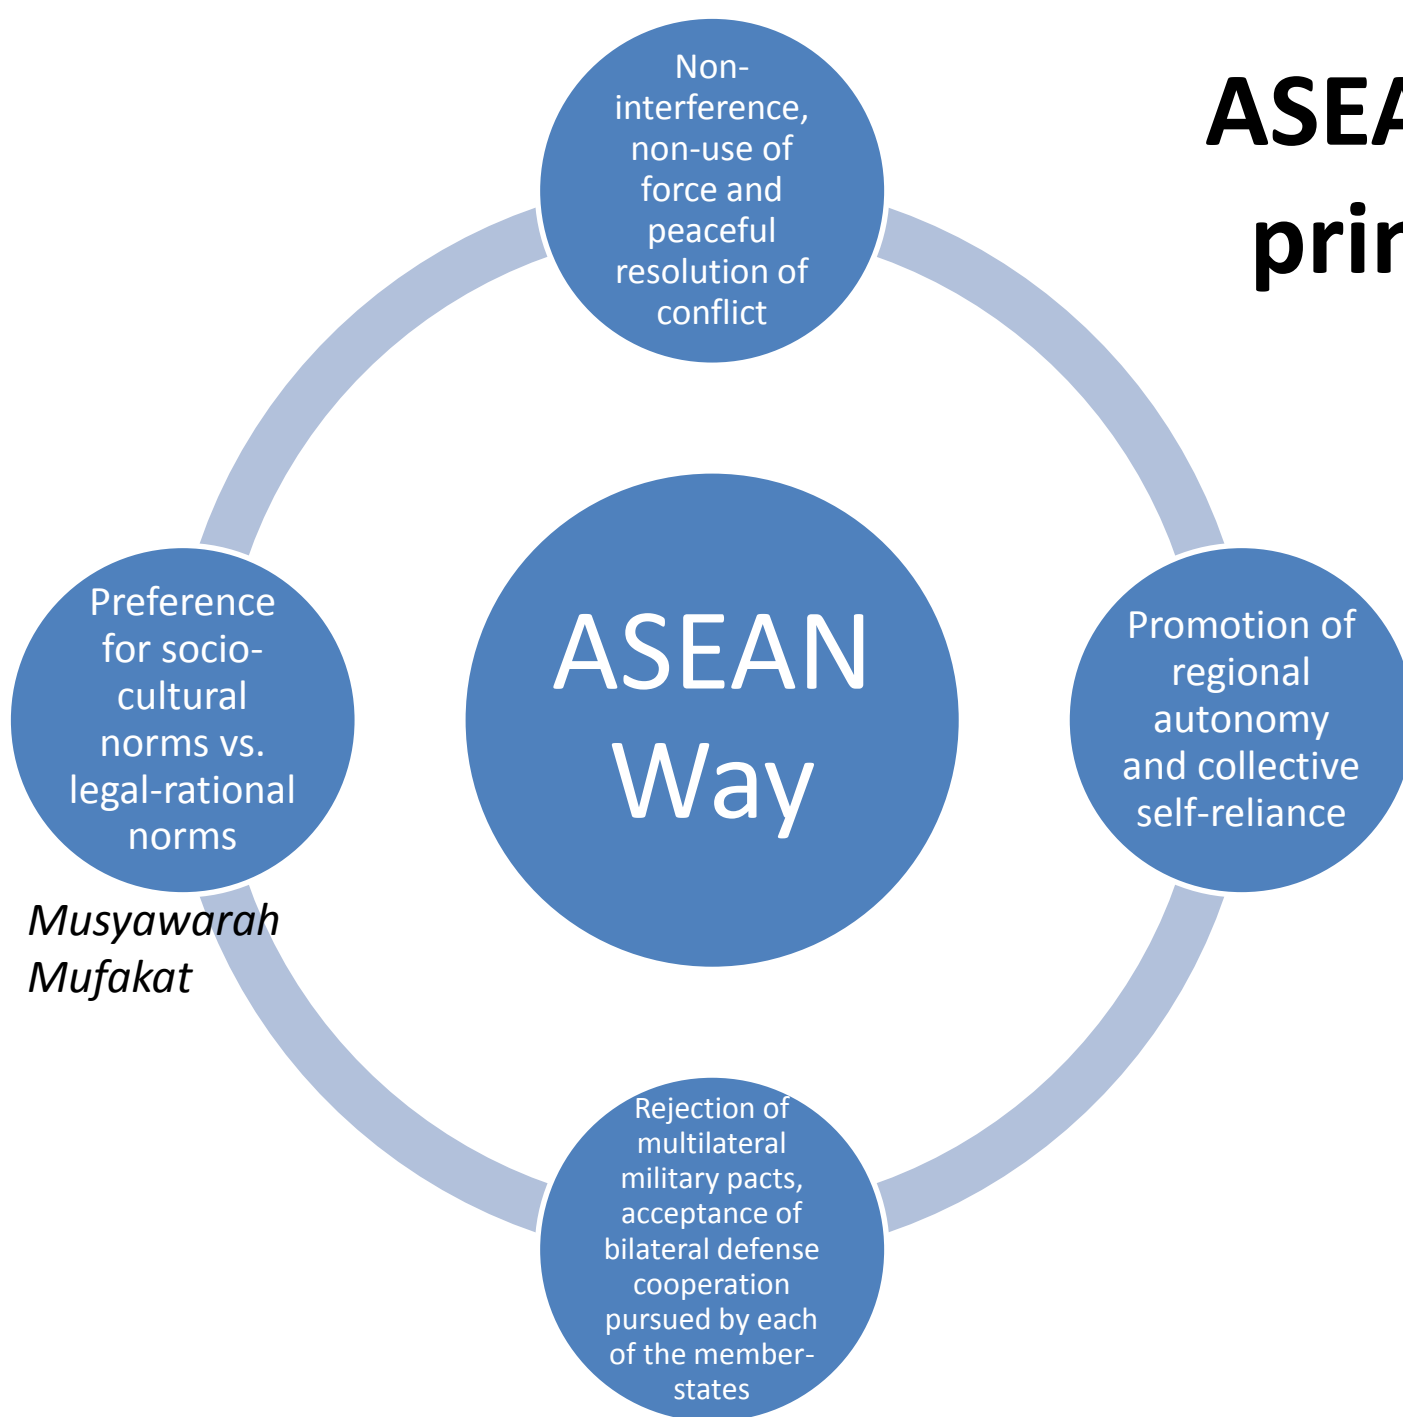 ASEA
prin
Non-
interference,
non-use of
force and
peaceful
resolution of
conflict
Promotion of
regional
autonomy
and collective
self-reliance
Rejection of
multilateral
military pacts,
acceptance of
bilateral defense
cooperation
pursued by each
of the member-
states
Preference
for socio-
cultural
norms vs.
legal-rational
norms
Musyawarah
Mufakat
ASEAN
Way